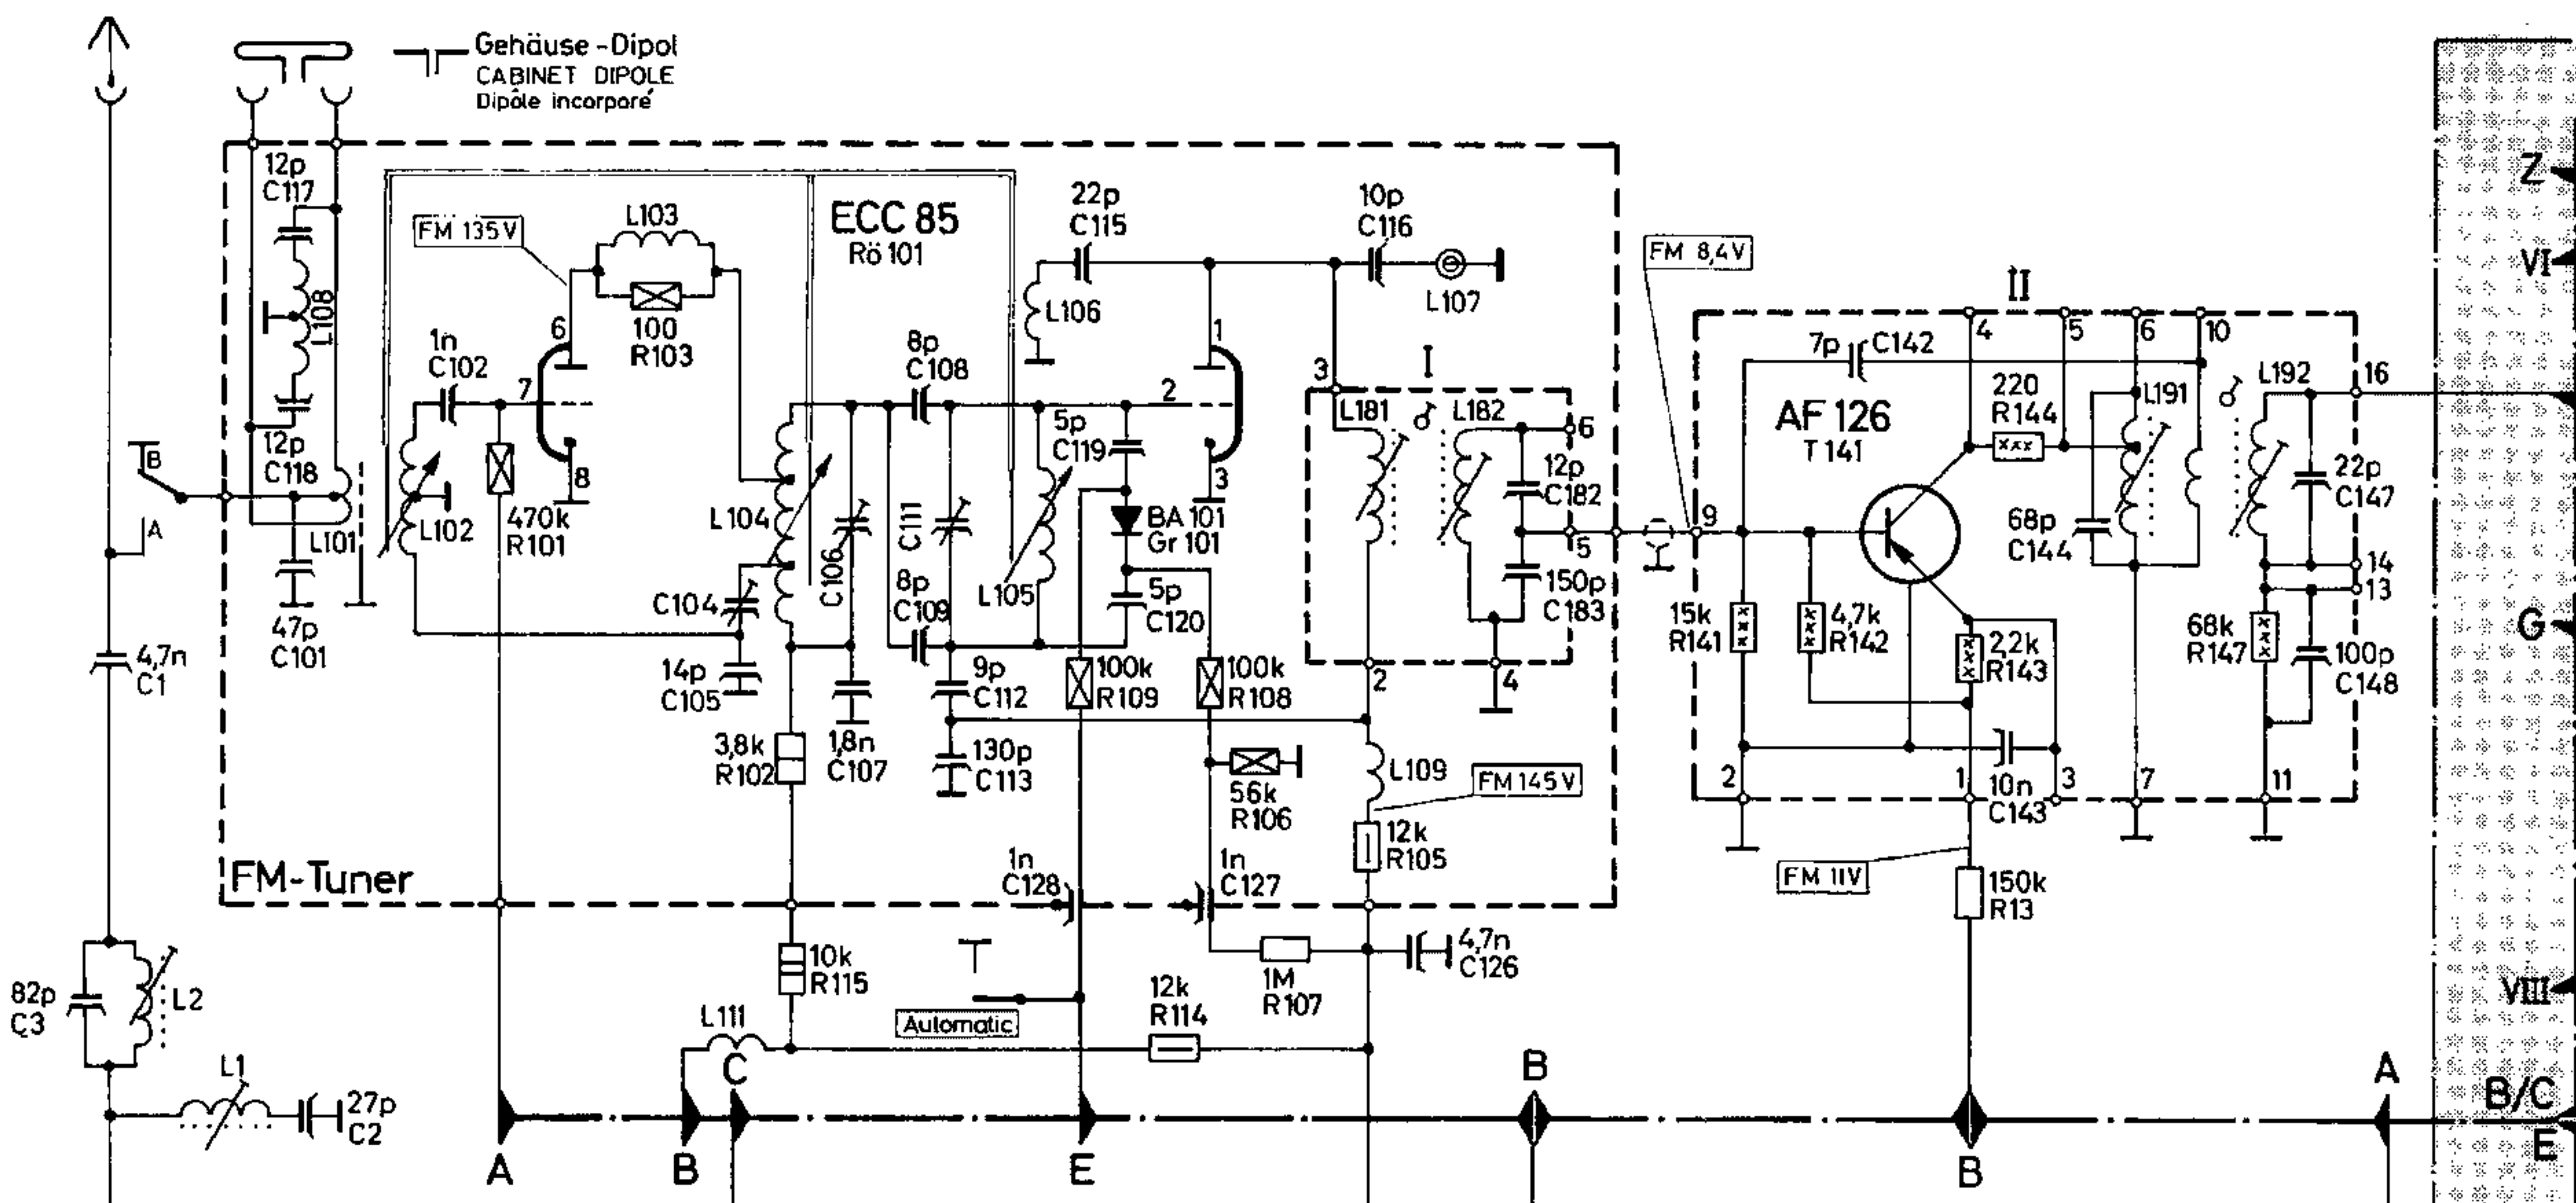 Gehäuse-Dipol
CABINET DIPOLE
Dipôle incorporé
12p
C117
L108
12p
C118
B
A
L101
47p
C101
4,7n
C1
82p
C3
L2
L1
27p
C2
FM-Tuner
FM 135V
1n
C102
L102
7
6
8
470k
R101
L103
100
R103
ECC 85
Rö 101
L104
C104
14p
C105
C106
3,8k
R102
1,8n
C107
8p
C108
C111
8p
C109
9p
C112
130p
C113
L105
L106
22p
C115
5p
C119
BA 101
Gr 101
5p
C120
2
1
3
10p
C116
L107
100k
R109
100k
R108
56k
R106
1n
C128
1n
C127
I
3
L181
L182
6
12p
C182
5
150p
C183
2
4
L109
FM 145V
12k
R105
4,7n
C126
1M
R107
10k
R115
L111
C
Automatic
12k
R114
FM 8,4V
9
II
4
5
6
10
7p
C142
AF 126
T 141
220
R144
L191
L192
16
22p
C147
68p
C144
14
13
15k
R141
4,7k
R142
2,2k
R143
68k
R147
100p
C148
2
1
10n
C143
3
7
11
FM 11V
150k
R13
Z
VI
G
VIII
A
B
E
B
B
A
B/C
E